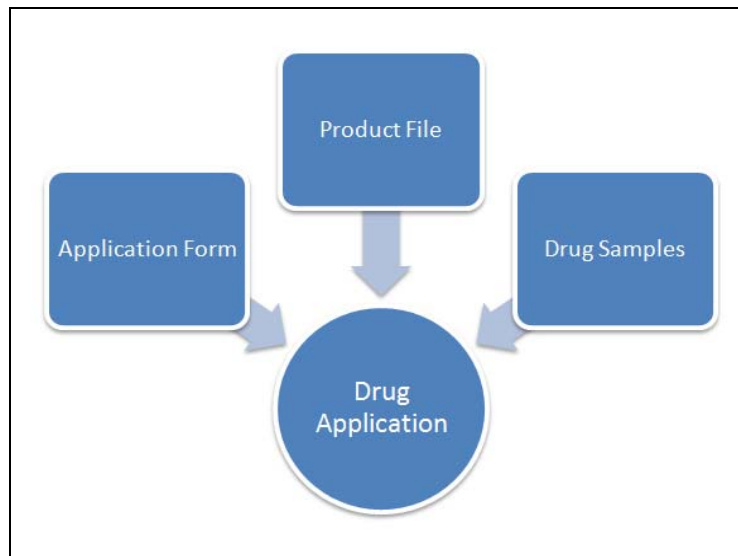 Product File
Application Form
Drug Samples
Drug
Application